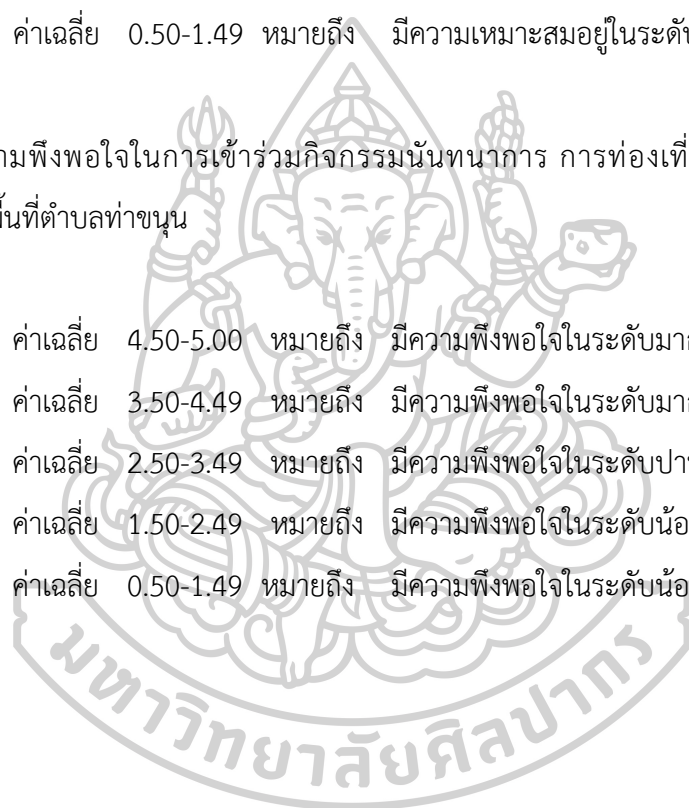 ค่าเฉลี่ย 0.50-1.49 หมายถึง มีความเหมาะสมอยู่ในระดับ
ามพึงพอใจในการเข้าร่วมกิจกรรมนันทนาการ การท่องเที่
พื้นที่ตำบลท่าขนุน
ค่าเฉลี่ย 4.50-5.00 หมายถึง มีความพึงพอใจในระดับมาก
ค่าเฉลี่ย 3.50-4.49 หมายถึง มีความพึงพอใจในระดับมาก
ค่าเฉลี่ย 2.50-3.49 หมายถึง มีความพึงพอใจในระดับปา
ค่าเฉลี่ย 1.50-2.49 หมายถึง มีความพึงพอใจในระดับน้อ
ค่าเฉลี่ย 0.50-1.49 หมายถึง มีความพึงพอใจในระดับน้อ
มหาวิทยาลัยศิลปากร